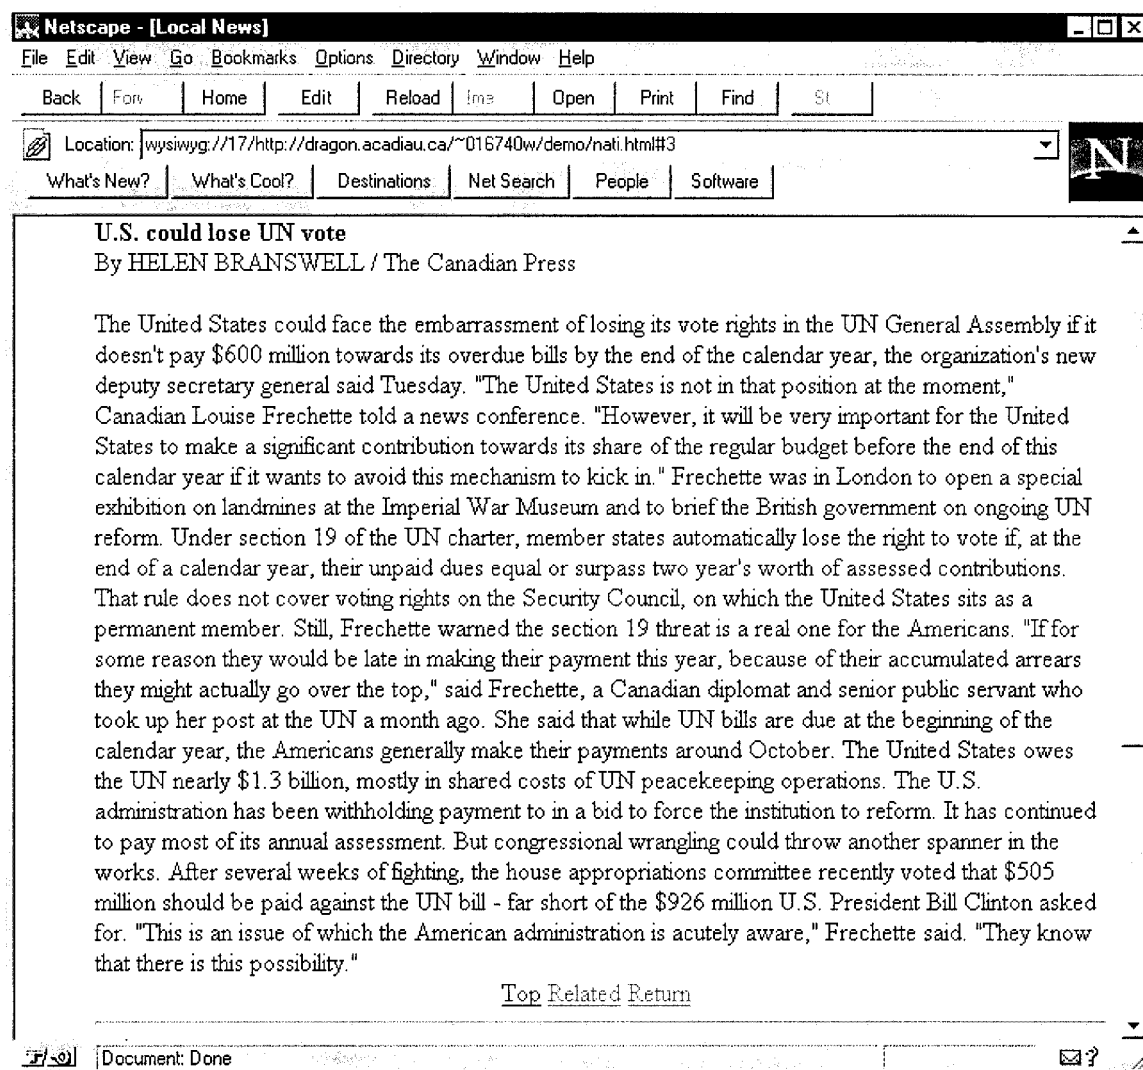 Netscape - [Local News]
File Edit View Go Bookmarks Options Directory Window Help
Back Forw Home Edit Reload Ima Open Print Find St
Location: wysiwyg://17/http://dragon.acadiau.ca/~016740w/demo/nati.html#3
N
What's New? What's Cool? Destinations Net Search People Software
U.S. could lose UN vote
By HELEN BRANSWELL / The Canadian Press
The United States could face the embarrassment of losing its vote rights in the UN General Assembly if it
doesn't pay $600 million towards its overdue bills by the end of the calendar year, the organization's new
deputy secretary general said Tuesday. "The United States is not in that position at the moment,"
Canadian Louise Frechette told a news conference. "However, it will be very important for the United
States to make a significant contribution towards its share of the regular budget before the end of this
calendar year if it wants to avoid this mechanism to kick in." Frechette was in London to open a special
exhibition on landmines at the Imperial War Museum and to brief the British government on ongoing UN
reform. Under section 19 of the UN charter, member states automatically lose the right to vote if, at the
end of a calendar year, their unpaid dues equal or surpass two year's worth of assessed contributions.
That rule does not cover voting rights on the Security Council, on which the United States sits as a
permanent member. Still, Frechette warned the section 19 threat is a real one for the Americans. "If for
some reason they would be late in making their payment this year, because of their accumulated arrears
they might actually go over the top," said Frechette, a Canadian diplomat and senior public servant who
took up her post at the UN a month ago. She said that while UN bills are due at the beginning of the
calendar year, the Americans generally make their payments around October. The United States owes
the UN nearly $1.3 billion, mostly in shared costs of UN peacekeeping operations. The U.S.
administration has been withholding payment to in a bid to force the institution to reform. It has continued
to pay most of its annual assessment. But congressional wrangling could throw another spanner in the
works. After several weeks of fighting, the house appropriations committee recently voted that $505
million should be paid against the UN bill - far short of the $926 million U.S. President Bill Clinton asked
for. "This is an issue of which the American administration is acutely aware," Frechette said. "They know
that there is this possibility."
Top Related Return
Document: Done